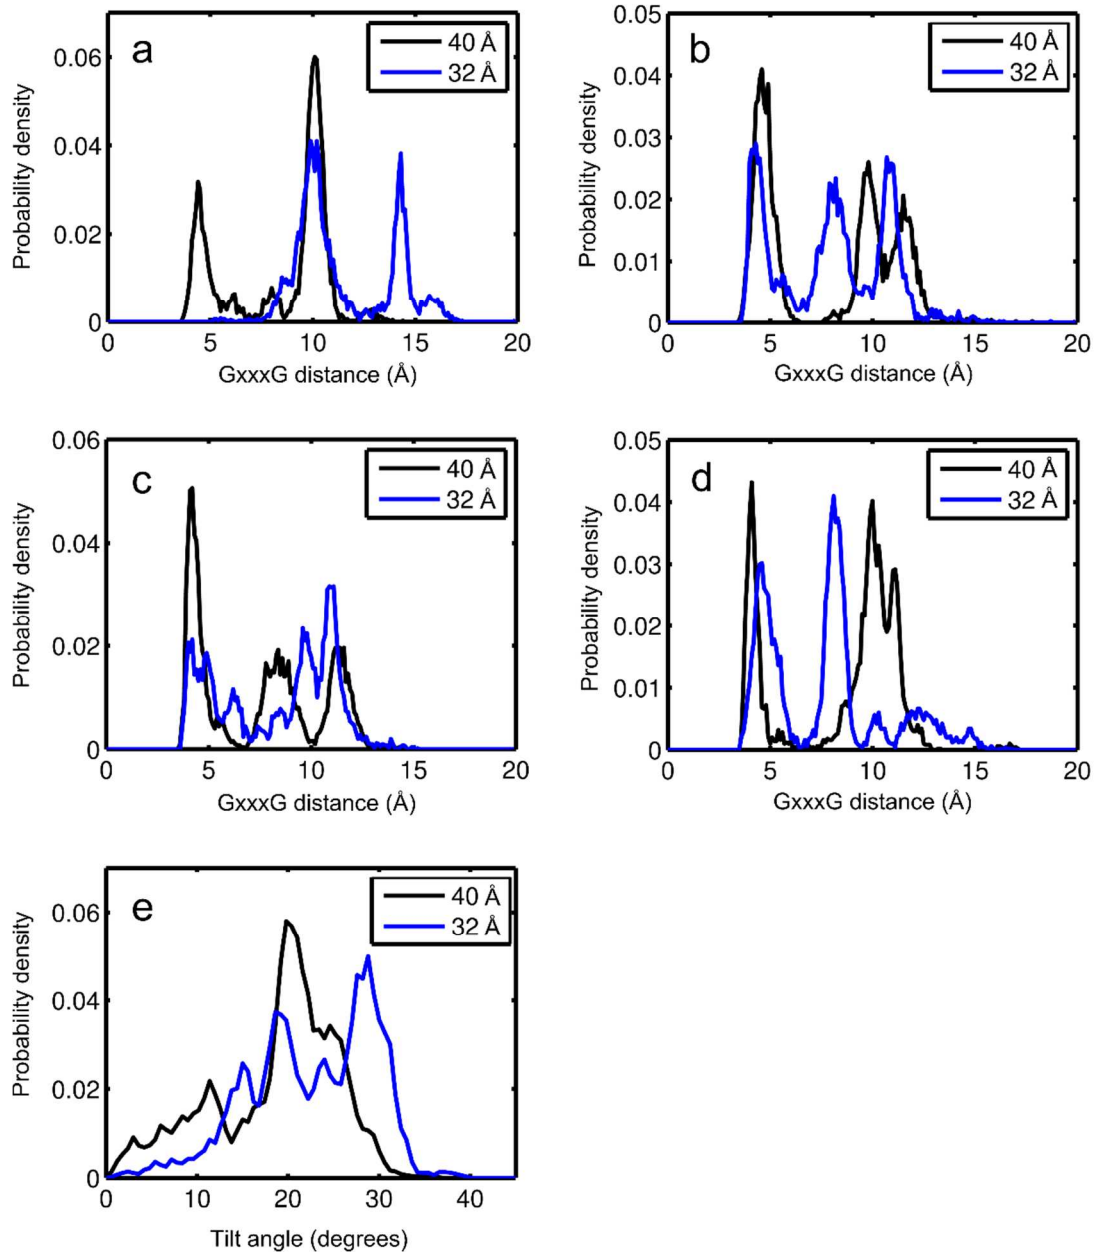 a
40 Å
32 Å
Probability density
0.06
0.04
0.02
0
0 5 10 15 20
GxxxG distance (Å)
b
40 Å
32 Å
Probability density
0.05
0.04
0.03
0.02
0.01
0
0 5 10 15 20
GxxxG distance (Å)
c
40 Å
32 Å
Probability density
0.06
0.04
0.02
0
0 5 10 15 20
GxxxG distance (Å)
d
40 Å
32 Å
Probability density
0.05
0.04
0.03
0.02
0.01
0
0 5 10 15 20
GxxxG distance (Å)
e
40 Å
32 Å
Probability density
0.06
0.04
0.02
0
0 10 20 30 40
Tilt angle (degrees)